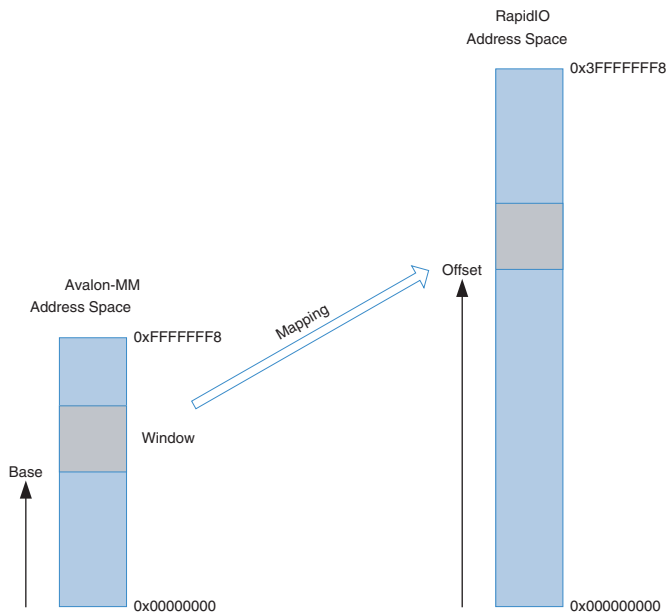 RapidIO
Address Space
0x3FFFFFFF8
Offset
Avalon-MM
Address Space
Mapping
0xFFFFFFF8
Window
Base
0x00000000
0x000000000